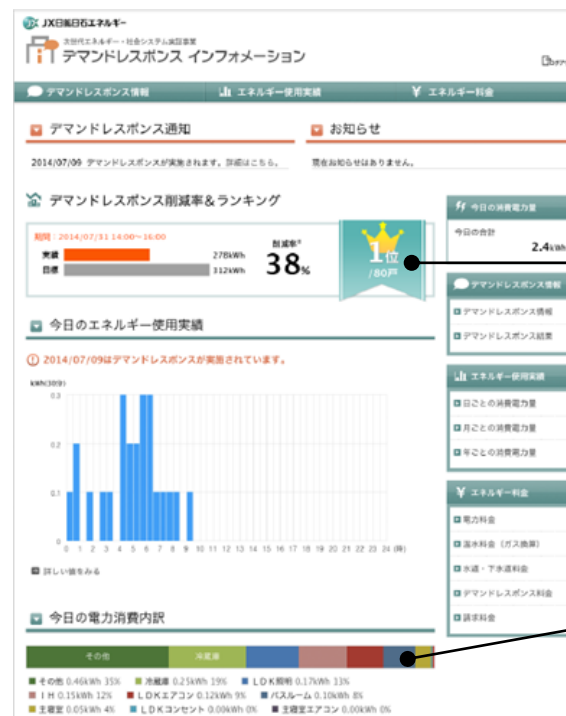 JX日鉱日石エネルギー
次世代エネルギー・社会システム実証事業
デマンドレスポンス インフォメーション
デマンドレスポンス情報
エネルギー使用実績
¥ エネルギー料金
デマンドレスポンス通知
お知らせ
2014/07/09 デマンドレスポンスが実施されます。詳細はこちら。
現在お知らせはありません。
デマンドレスポンス削減率&ランキング
期間：2014/07/31 14:00~16:00
実績
278kWh
目標
312kWh
削減率*
38%
1位
/80戸
今日の消費電力量
今日の合計
2.4kWh
デマンドレスポンス情報
デマンドレスポンス情報
デマンドレスポンス結果
今日のエネルギー使用実績
2014/07/09はデマンドレスポンスが実施されています。
kWh(30分)
0.3
0.2
0.1
0
0 1 2 3 4 5 6 7 8 9 10 11 12 13 14 15 16 17 18 19 20 21 22 23 24 (時)
詳しい値をみる
エネルギー使用実績
日ごとの消費電力量
月ごとの消費電力量
年ごとの消費電力量
¥ エネルギー料金
電力料金
温水料金（ガス換算）
水道・下水道料金
デマンドレスポンス料金
請求料金
今日の電力消費内訳
その他
冷蔵庫
その他 0.46kWh 35%
冷蔵庫 0.25kWh 19%
LDK照明 0.17kWh 13%
IH 0.15kWh 12%
LDKエアコン 0.12kWh 9%
バスルーム 0.10kWh 8%
主寝室 0.05kWh 4%
LDKコンセント 0.00kWh 0%
主寝室エアコン 0.00kWh 0%